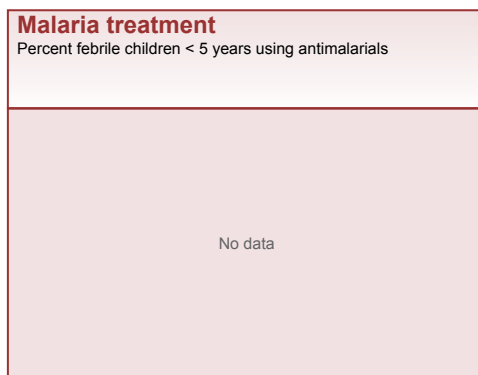 Malaria treatment
Percent febrile children < 5 years using antimalarials
No data